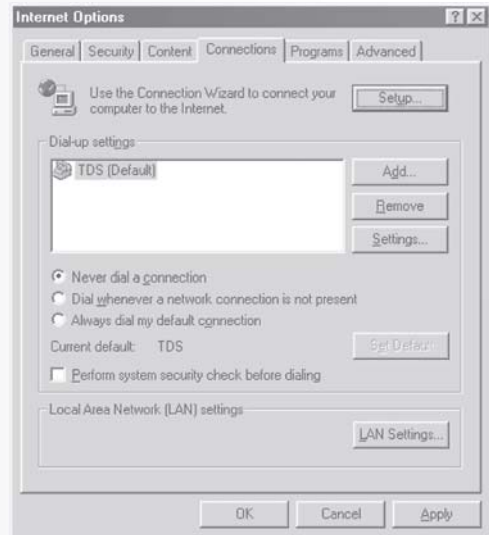 Internet Options
General Security Content Connections Programs Advanced
Use the Connection Wizard to connect your
computer to the Internet.
Setup...
Dial-up settings
TDS (Default)
Add...
Remove
Settings...
Never dial a connection
Dial whenever a network connection is not present
Always dial my default connection
Current default: TDS
Set Default
Perform system security check before dialing
Local Area Network (LAN) settings
LAN Settings...
OK Cancel Apply